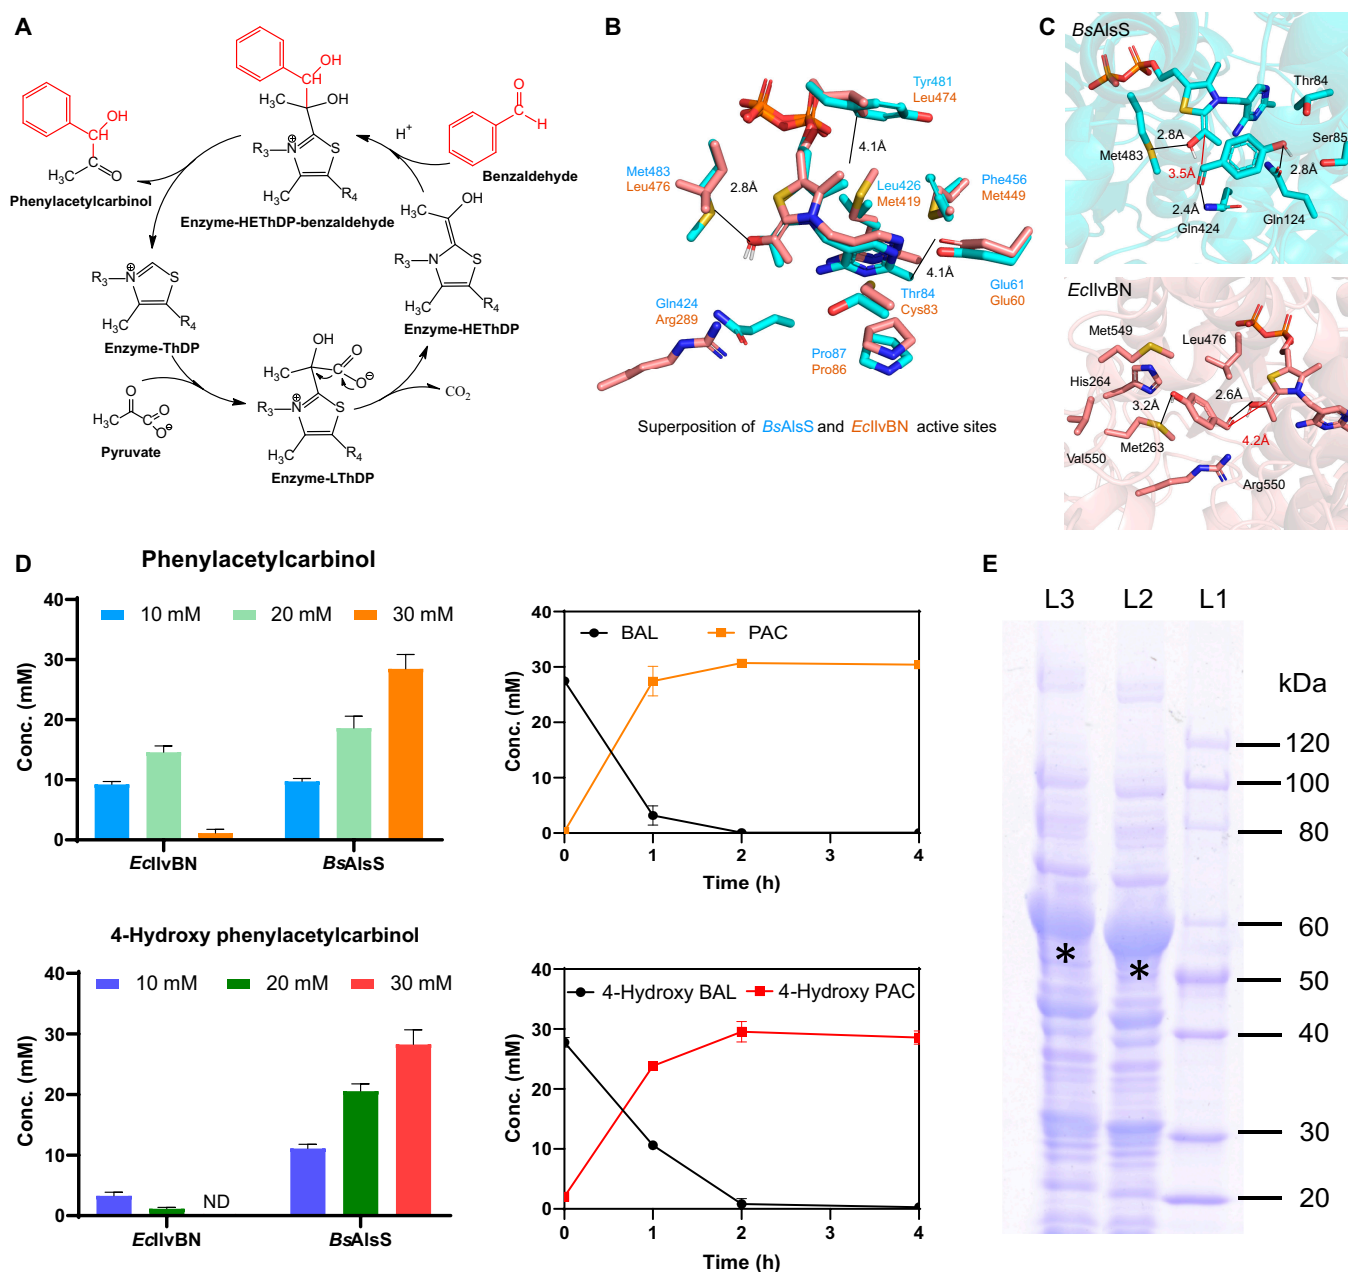 A
OH
CH
H₃C
O
Phenylacetylcarbinol
OH
CH
H₃C
OH
R₃
N
S
H₃C
R₄
Enzyme-HEThDP-benzaldehyde
H⁺
O
H
Benzaldehyde
R₃
N
S
H₃C
R₄
Enzyme-ThDP
H₃C
OH
R₃
N
S
H₃C
R₄
Enzyme-HEThDP
O
O
H₃C
O
Pyruvate
OH
O
H₃C
O
R₃
N
S
H₃C
R₄
Enzyme-LThDP
CO₂
B
Tyr481
Leu474
4.1Å
Met483
Leu476
2.8Å
Leu426
Met419
Phe456
Met449
4.1Å
Glu61
Glu60
Gln424
Arg289
Thr84
Cys83
Pro87
Pro86
Superposition of BsAlsS and EcIlvBN active sites
C
BsAlsS
Thr84
Ser85
2.8Å
Met483
3.5Å
2.8Å
2.4Å
Gln424
Gln124
EcIlvBN
Met549
Leu476
His264
3.2Å
2.6Å
4.2Å
Met263
Val550
Arg550
D
Phenylacetylcarbinol
10 mM 20 mM 30 mM
Conc. (mM)
40
30
20
10
0
EcIlvBN BsAlsS
BAL PAC
Conc. (mM)
40
30
20
10
0
0 1 2 3 4
Time (h)
4-Hydroxy phenylacetylcarbinol
10 mM 20 mM 30 mM
Conc. (mM)
40
30
20
10
0
ND
EcIlvBN BsAlsS
4-Hydroxy BAL 4-Hydroxy PAC
Conc. (mM)
40
30
20
10
0
0 1 2 3 4
Time (h)
E
L3 L2 L1
kDa
120
100
80
60
50
40
30
20
*
*